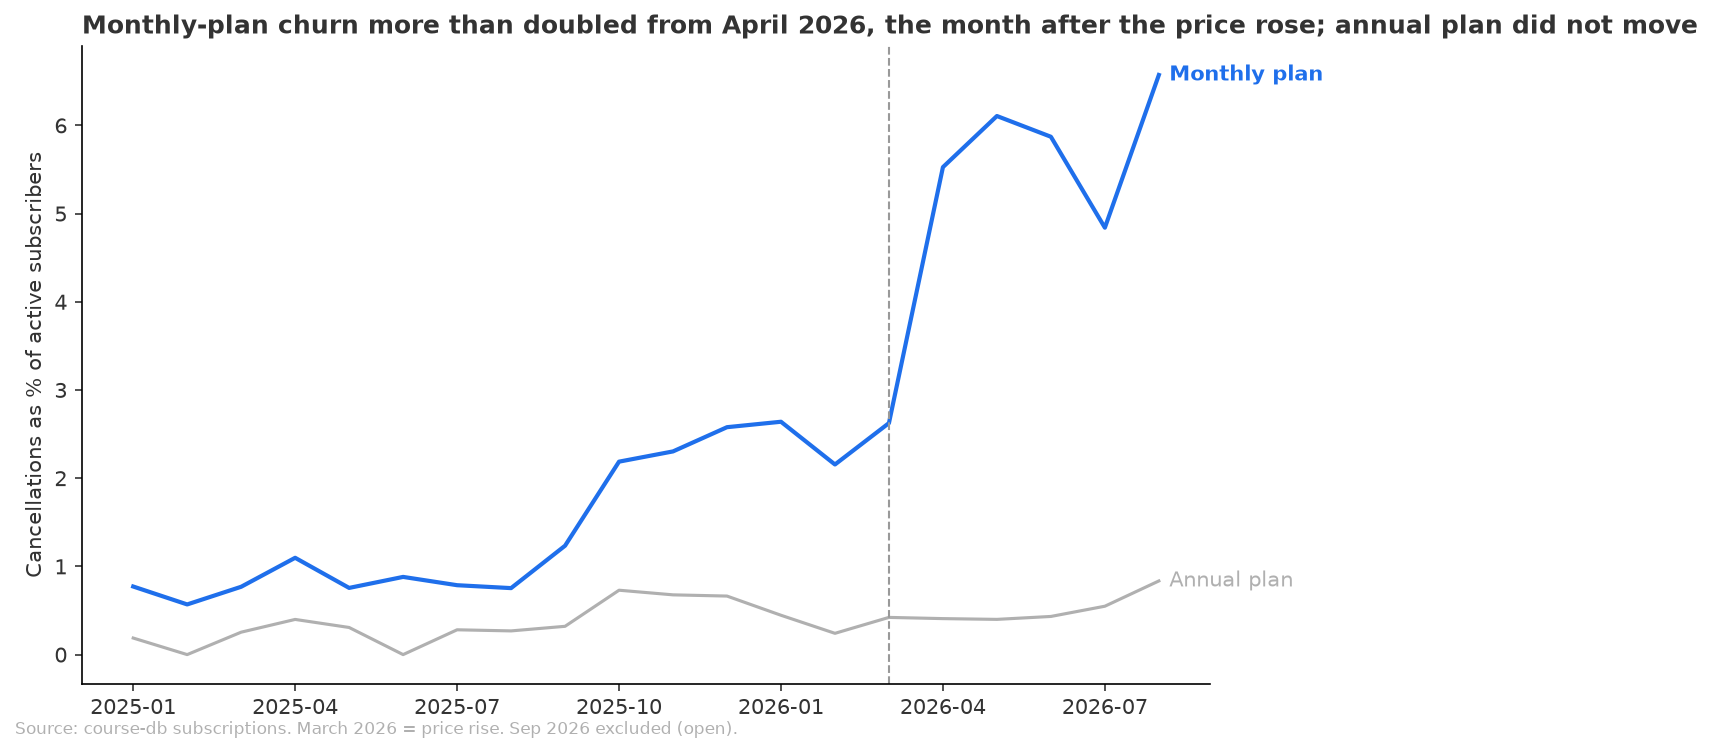 Monthly-plan churn more than doubled from April 2026, the month after the price rose; annual plan did not move
Monthly plan
Cancellations as % of active subscribers
6
5
4
3
2
1
0
Annual plan
2025-01
2025-04
2025-07
2025-10
2026-01
2026-04
2026-07
Source: course-db subscriptions. March 2026 = price rise. Sep 2026 excluded (open).